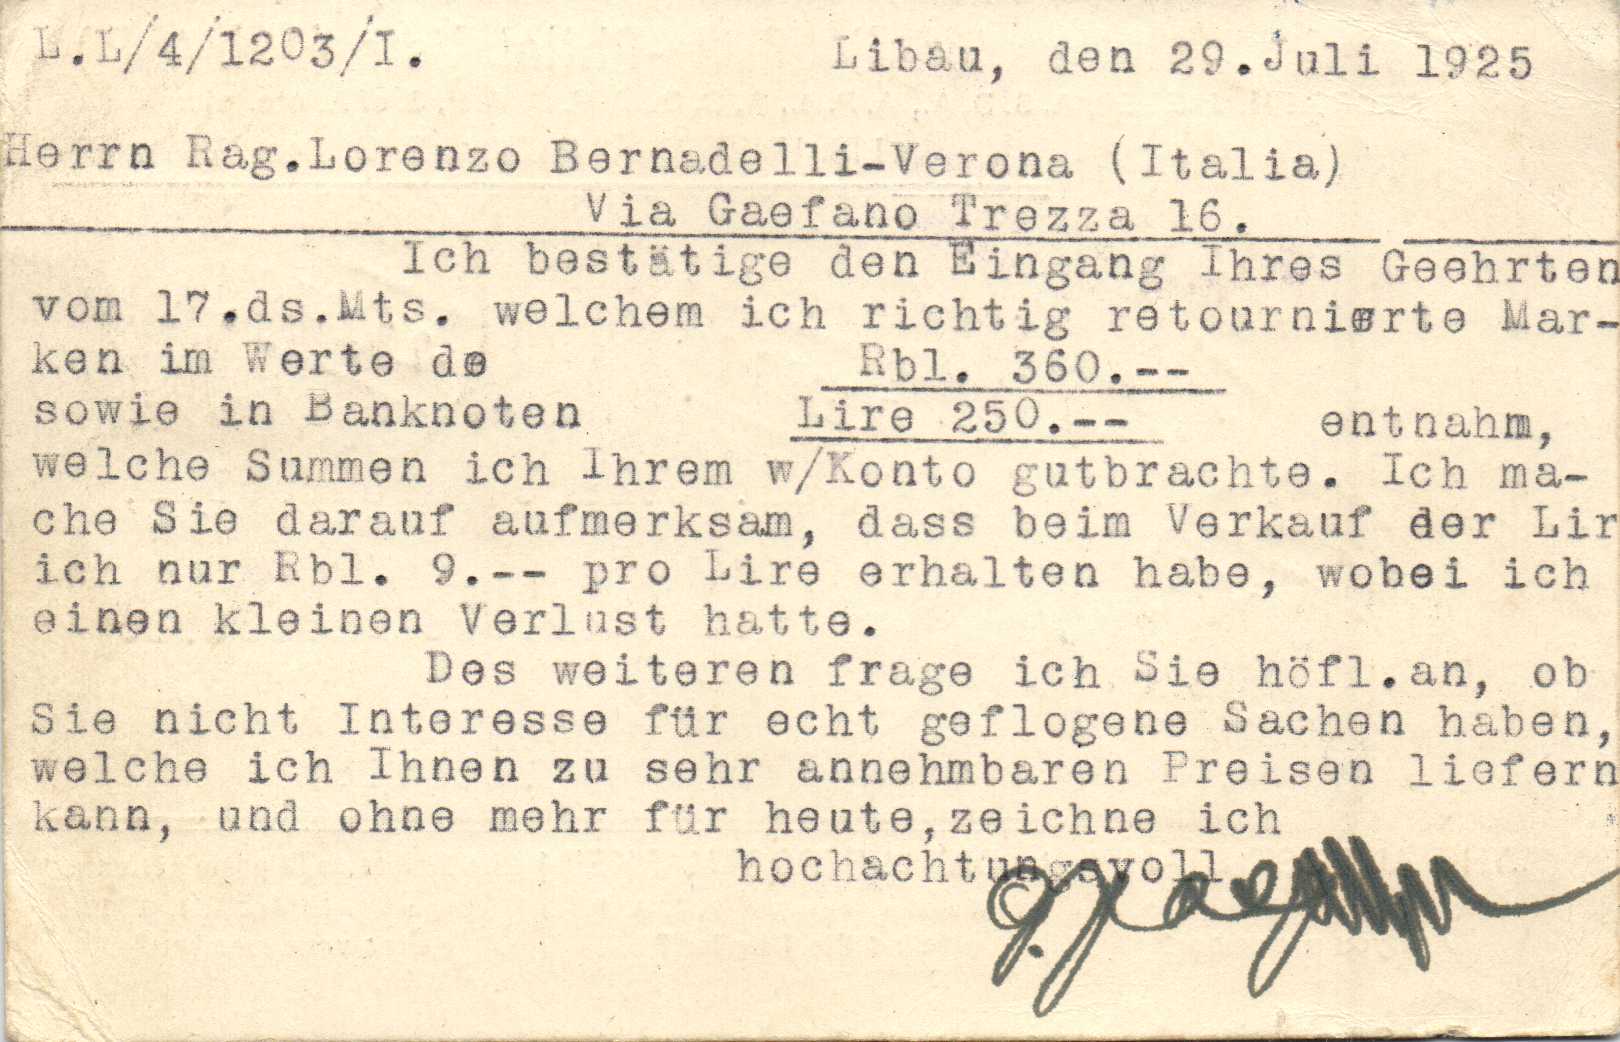 L.L/4/1203/I. Libau, den 29.Juli 1925
Herrn Rag.Lorenzo Bernadelli-Verona (Italia)
Via Gaefano Trezza 16.
Ich bestätige den Eingang Ihres Geehrten
vom 17.ds.Mts. welchem ich richtig retournierte Mar-
ken im Werte de Rbl. 360.--
sowie in Banknoten Lire 250.-- entnahm,
welche Summen ich Ihrem w/Konto gutbrachte. Ich ma-
che Sie darauf aufmerksam, dass beim Verkauf der Lir
ich nur Rbl. 9.-- pro Lire erhalten habe, wobei ich
einen kleinen Verlust hatte.
Des weiteren frage ich Sie höfl.an, ob
Sie nicht Interesse für echt geflogene Sachen haben,
welche ich Ihnen zu sehr annehmbaren Preisen liefern
kann, und ohne mehr für heute,zeichne ich
hochachtungsvoll